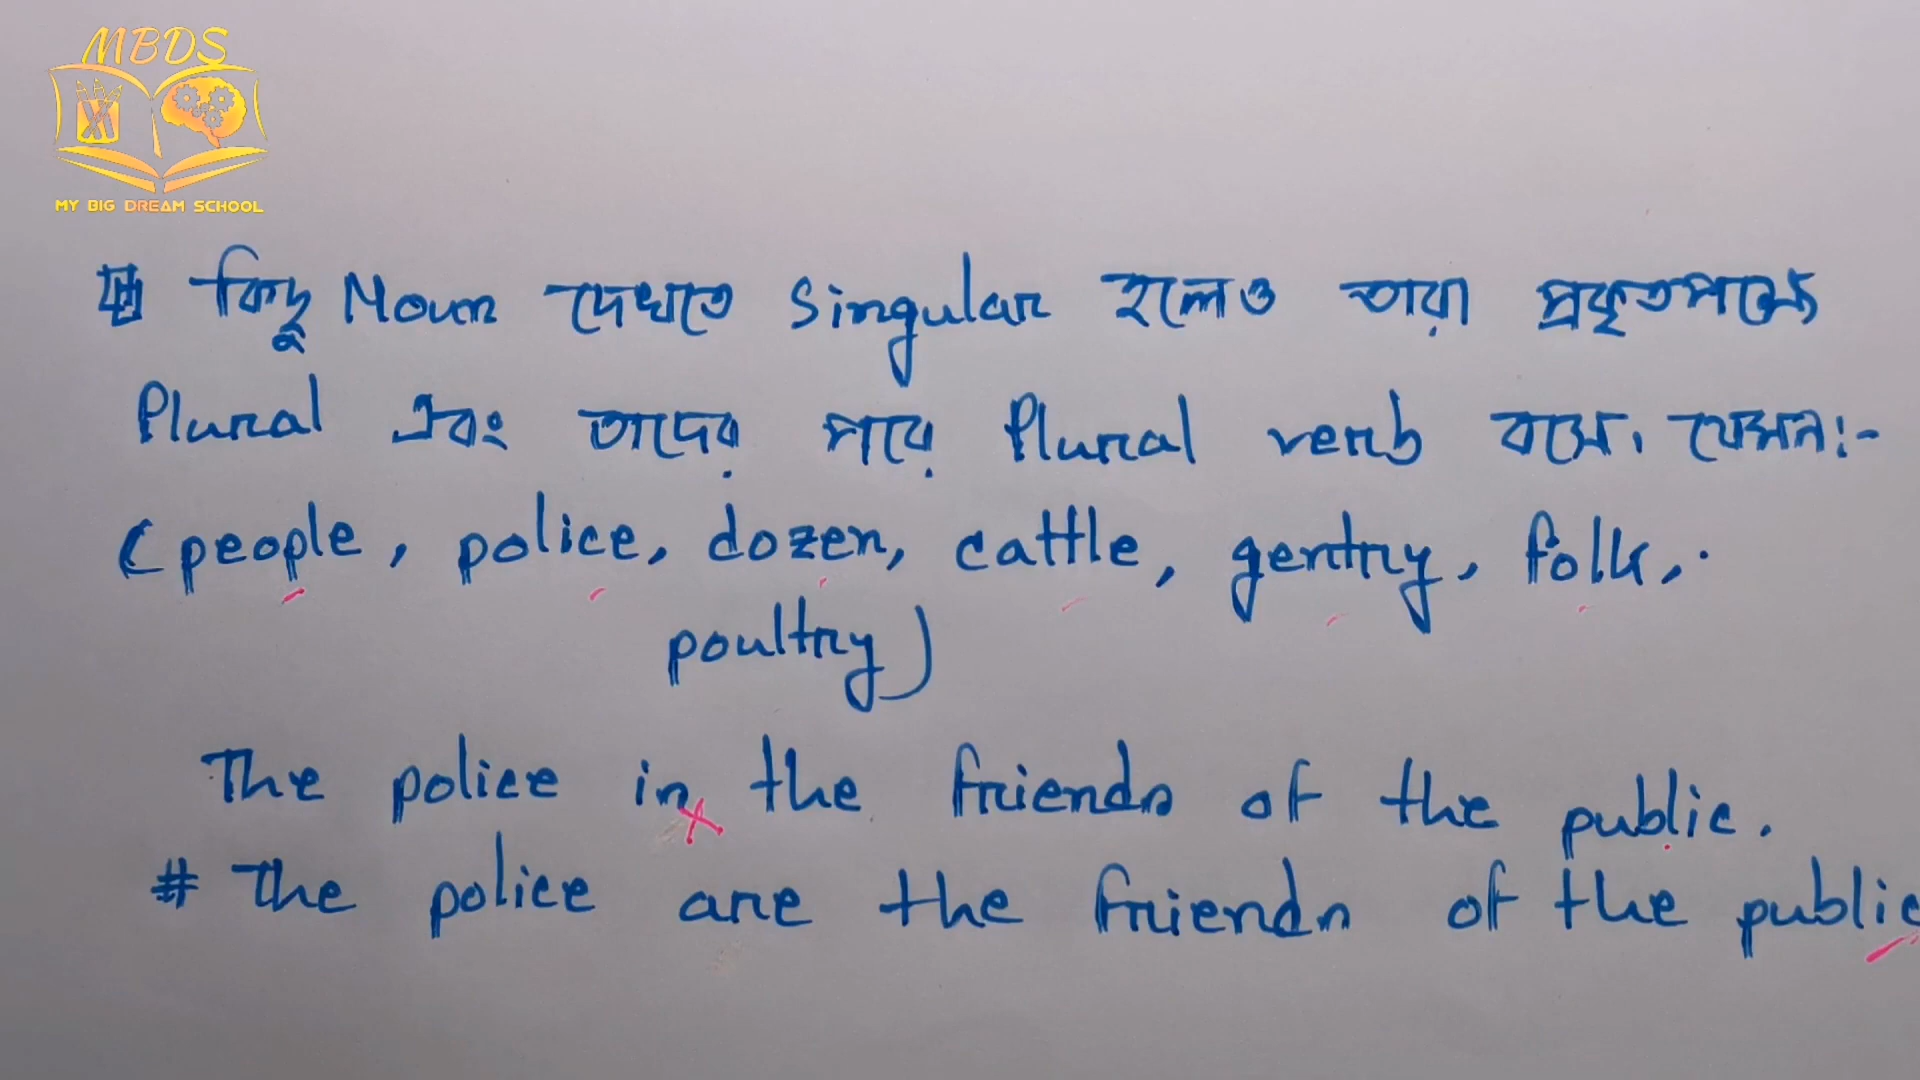 MBDS
MY BIG DREAM SCHOOL
কিছু Noun দেখতে Singular হলেও তারা প্রকৃতপক্ষে
Plural এবং তাদের পরে Plural verb বসে। যেমনঃ-
(people, police, dozen, cattle, gentry, folk,
poultry)
The police is the friends of the public.
# The police are the friends of the public